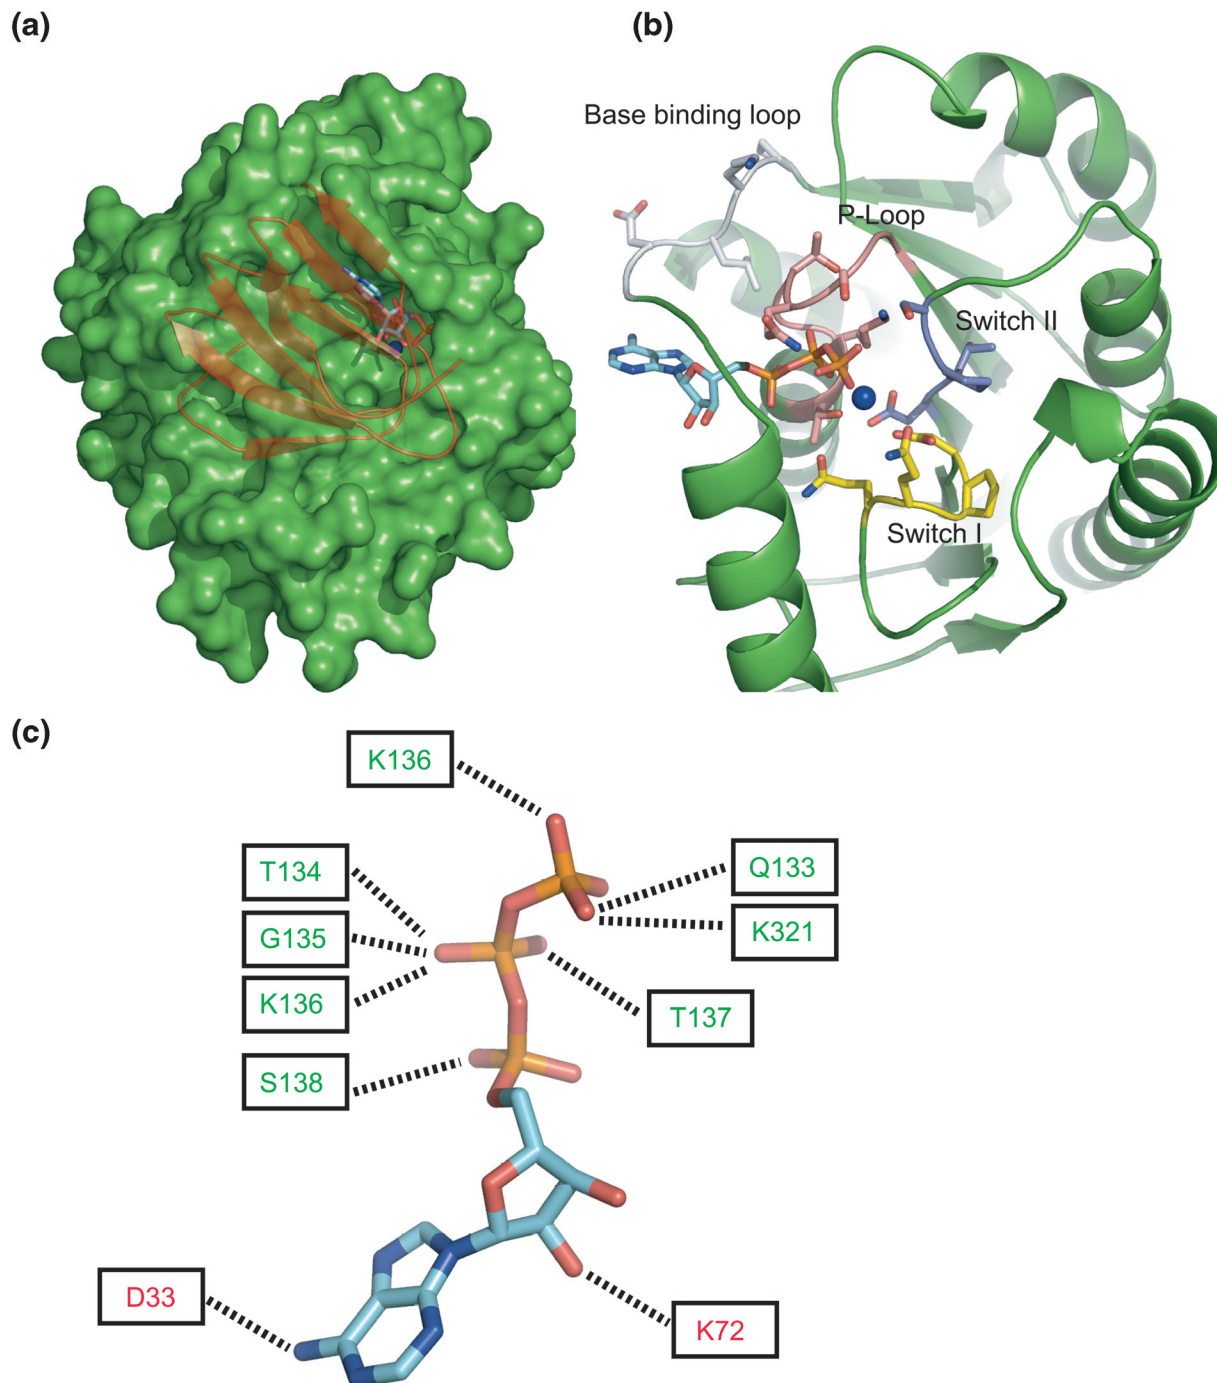 (a)
(b)
Base binding loop
P-Loop
Switch II
Switch I
(c)
K136
T134
Q133
G135
K321
K136
T137
S138
D33
K72